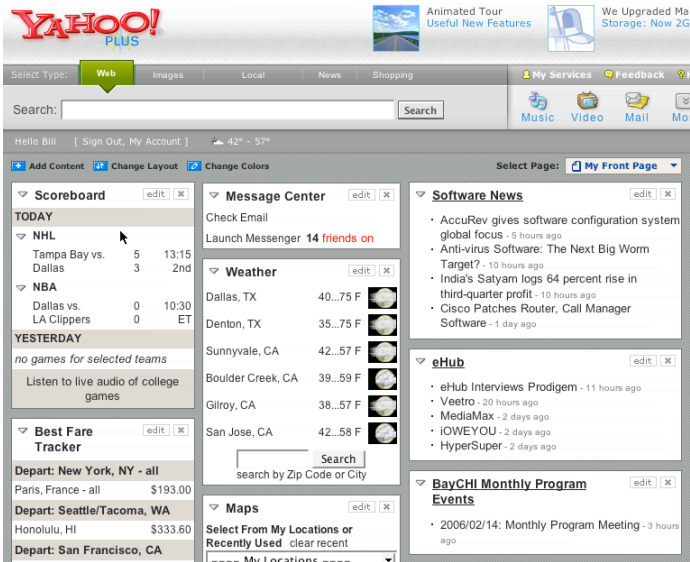 YAHOO!
PLUS
Animated Tour
Useful New Features
We Upgraded Ma
Storage: Now 2G
Select Type:
Web
Images
Local
News
Shopping
My Services
Feedback
Search:
Search
Music
Video
Mail
Mo
Hello Bill
[ Sign Out, My Account ]
42° - 57°
Add Content
Change Layout
Change Colors
Select Page:
My Front Page
Scoreboard
edit
TODAY
NHL
Tampa Bay vs. 5 13:15
Dallas 3 2nd
NBA
Dallas vs. 0 10:30
LA Clippers 0 ET
YESTERDAY
no games for selected teams
Listen to live audio of college
games
Best Fare
Tracker
edit
Depart: New York, NY - all
Paris, France - all $193.00
Depart: Seattle/Tacoma, WA
Honolulu, HI $333.60
Depart: San Francisco, CA
Message Center
edit
Check Email
Launch Messenger 14 friends on
Weather
edit
Dallas, TX 40...75 F
Denton, TX 35...75 F
Sunnyvale, CA 42...57 F
Boulder Creek, CA 39...59 F
Gilroy, CA 38...57 F
San Jose, CA 42...58 F
Search
search by Zip Code or City
Maps
edit
Select From My Locations or
Recently Used clear recent
---- My Locations ----
Software News
edit
AccuRev gives software configuration system
global focus - 5 hours ago
Anti-virus Software: The Next Big Worm
Target? - 10 hours ago
India's Satyam logs 64 percent rise in
third-quarter profit - 10 hours ago
Cisco Patches Router, Call Manager
Software - 1 day ago
eHub
edit
eHub Interviews Prodigem - 11 hours ago
Veetro - 20 hours ago
MediaMax - 2 days ago
iOWEYOU - 2 days ago
HyperSuper - 2 days ago
BayCHI Monthly Program
Events
edit
2006/02/14: Monthly Program Meeting - 3 hours
ago